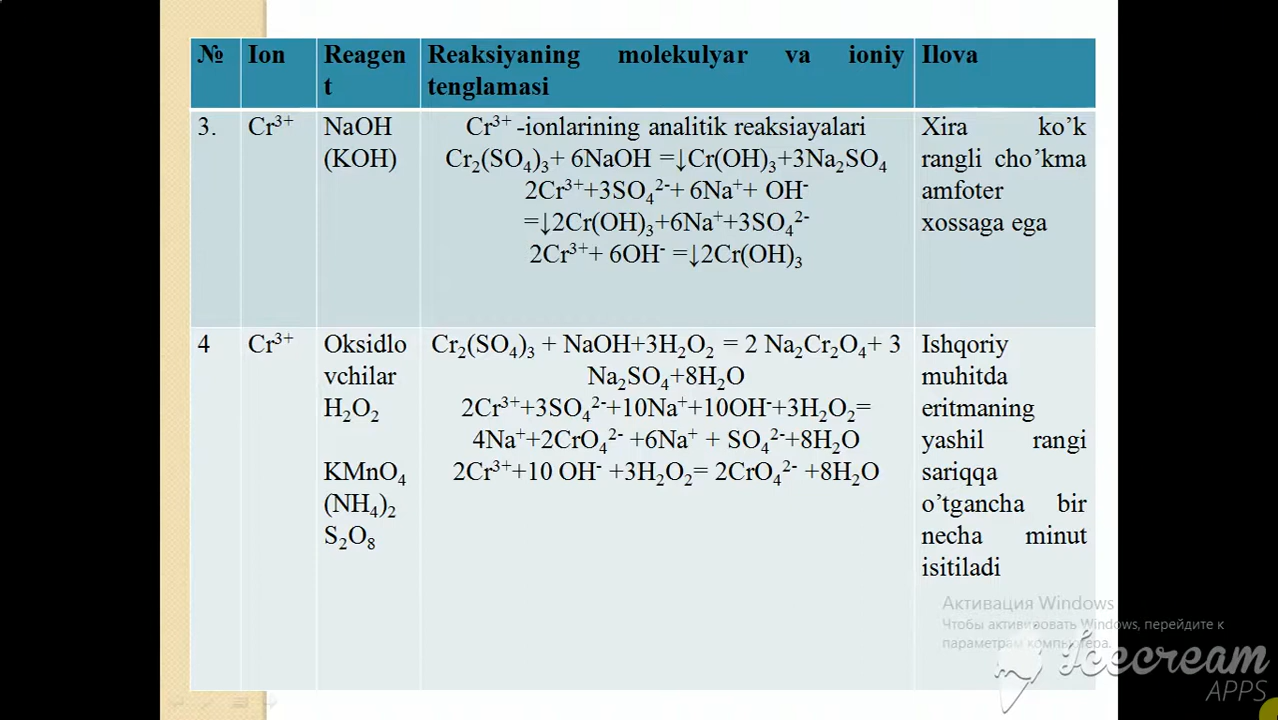 № Ion Reagen Reaksiyaning molekulyar va ioniy Ilova
t tenglamasi
3. Cr³⁺ NaOH Cr³⁺ -ionlarining analitik reaksiayalari Xira ko’k
(KOH) Cr₂(SO₄)₃+ 6NaOH =↓Cr(OH)₃+3Na₂SO₄ rangli cho’kma
2Cr³⁺+3SO₄²⁻+ 6Na⁺+ OH⁻ amfoter
=↓2Cr(OH)₃+6Na⁺+3SO₄²⁻ xossaga ega
2Cr³⁺+ 6OH⁻ =↓2Cr(OH)₃
4 Cr³⁺ Oksidlo Cr₂(SO₄)₃ + NaOH+3H₂O₂ = 2 Na₂Cr₂O₄+ 3 Ishqoriy
vchilar Na₂SO₄+8H₂O muhitda
H₂O₂ 2Cr³⁺+3SO₄²⁻+10Na⁺+10OH⁻+3H₂O₂= eritmaning
4Na⁺+2CrO₄²⁻ +6Na⁺ + SO₄²⁻+8H₂O yashil rangi
KMnO₄ 2Cr³⁺+10 OH⁻ +3H₂O₂= 2CrO₄²⁻ +8H₂O sariqqa
(NH₄)₂ o’tgancha bir
S₂O₈ necha minut
isitiladi
Активация Windows
Чтобы активировать Windows, перейдите к
параметрам компьютера.
Icecream
APPS